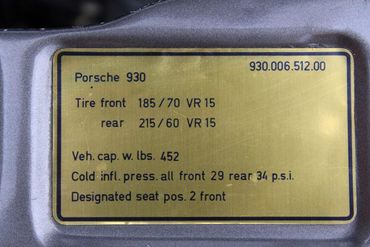 930.006.512.00
Porsche 930
Tire front 185/70 VR 15
rear 215/60 VR 15
Veh. cap. w. lbs. 452
Cold infl. press. all front 29 rear 34 p.s.i.
Designated seat pos. 2 front